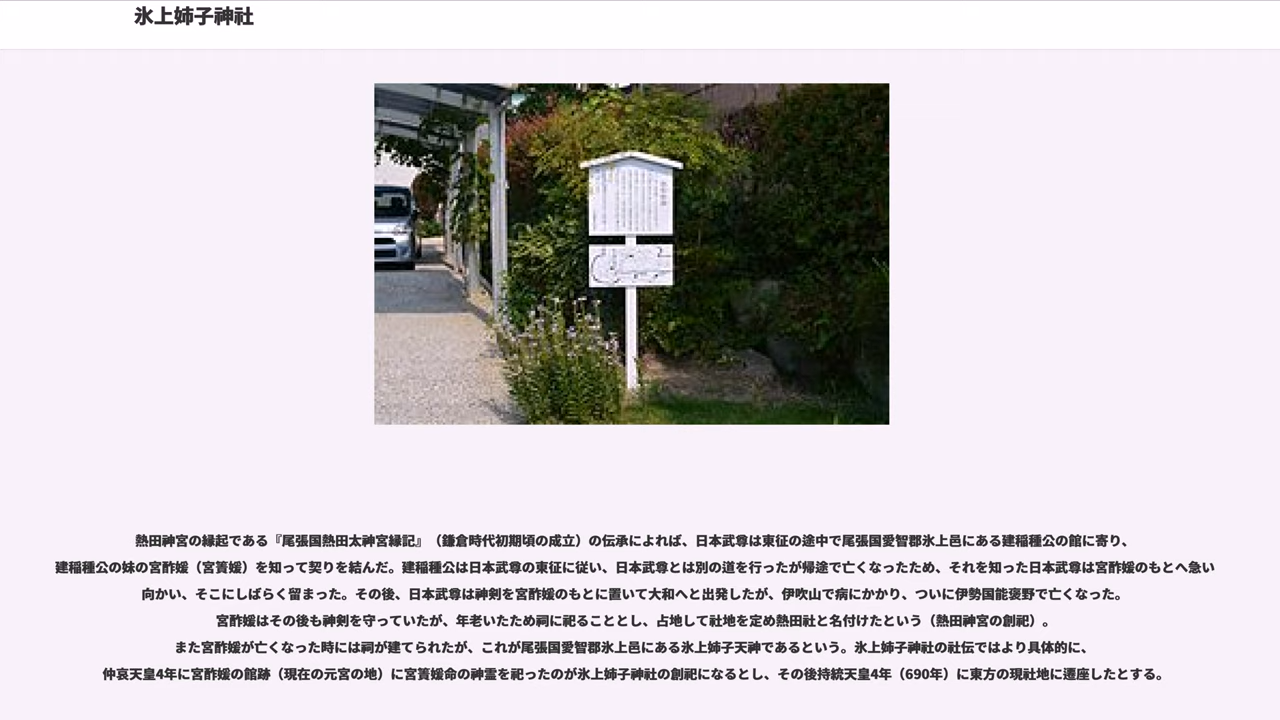 氷上姉子神社
熱田神宮の縁起である『尾張国熱田太神宮縁記』（鎌倉時代初期頃の成立）の伝承によれば、日本武尊は東征の途中で尾張国愛智郡氷上邑にある建稲種公の館に寄り、
建稲種公の妹の宮酢媛（宮簀媛）を知って契りを結んだ。建稲種公は日本武尊の東征に従い、日本武尊とは別の道を行ったが帰途で亡くなったため、それを知った日本武尊は宮酢媛のもとへ急い
向かい、そこにしばらく留まった。その後、日本武尊は神剣を宮酢媛のもとに置いて大和へと出発したが、伊吹山で病にかかり、ついに伊勢国能褒野で亡くなった。
宮酢媛はその後も神剣を守っていたが、年老いたため祠に祀ることとし、占地して社地を定め熱田社と名付けたという（熱田神宮の創祀）。
また宮酢媛が亡くなった時には祠が建てられたが、これが尾張国愛智郡氷上邑にある氷上姉子天神であるという。氷上姉子神社の社伝ではより具体的に、
仲哀天皇4年に宮酢媛の館跡（現在の元宮の地）に宮簀媛命の神霊を祀ったのが氷上姉子神社の創祀になるとし、その後持統天皇4年（690年）に東方の現社地に遷座したとする。